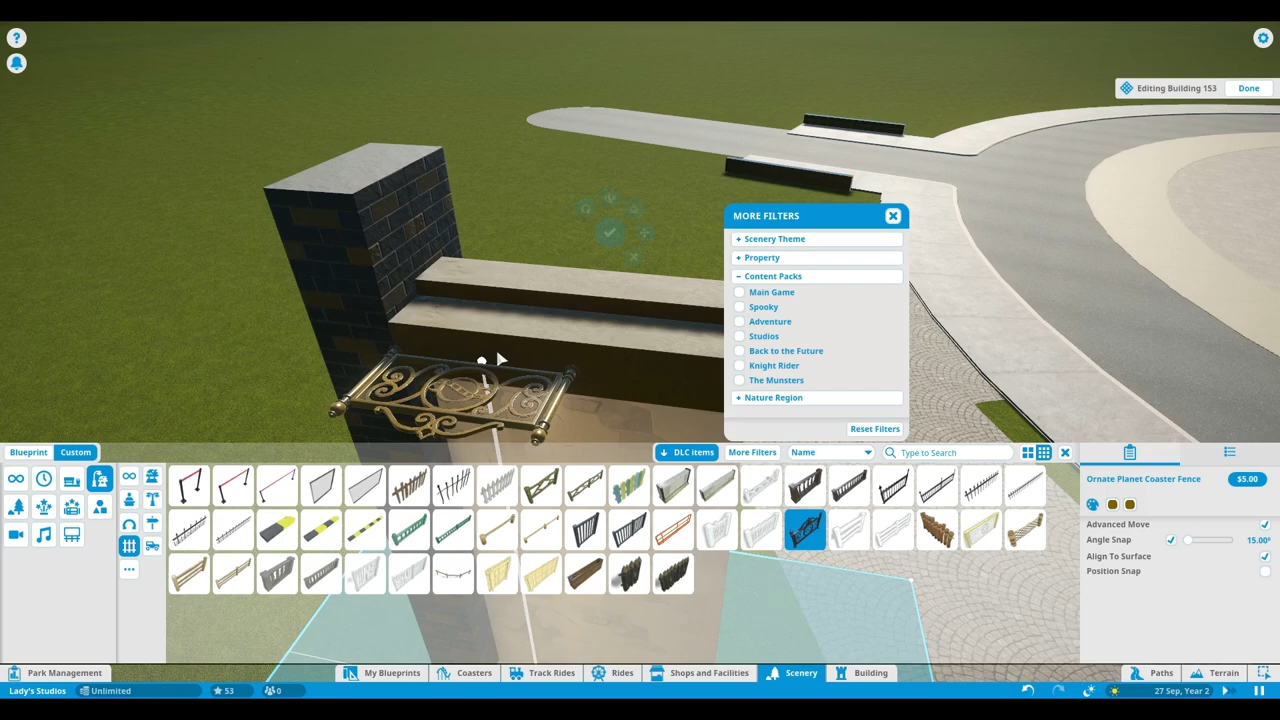 ?
Editing Building 153 Done
MORE FILTERS
+ Scenery Theme
+ Property
− Content Packs
Main Game
Spooky
Adventure
Studios
Back to the Future
Knight Rider
The Munsters
+ Nature Region
Reset Filters
Blueprint Custom DLC items More Filters Name Type to Search
Ornate Planet Coaster Fence $5.00
Advanced Move
Angle Snap 15.00°
Align To Surface
Position Snap
Park Management My Blueprints Coasters Track Rides Rides Shops and Facilities Scenery Building Paths Terrain
Lady's Studios Unlimited 53 0 27 Sep, Year 2